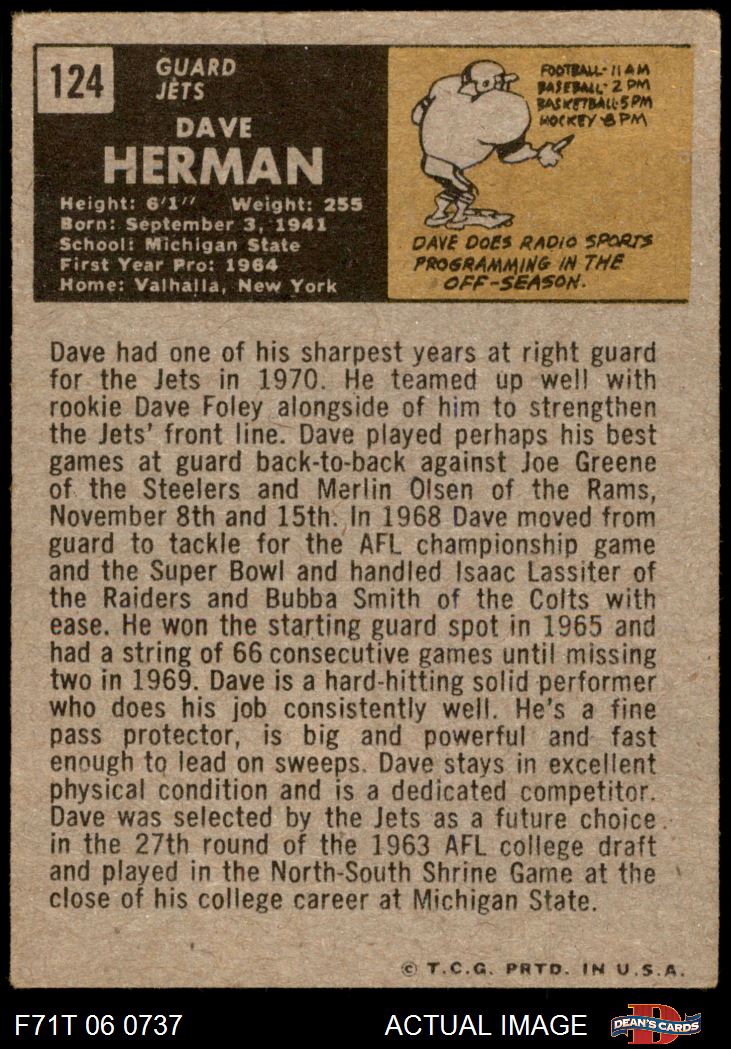 124
GUARD
JETS
DAVE
HERMAN
Height: 6'1" Weight: 255
Born: September 3, 1941
School: Michigan State
First Year Pro: 1964
Home: Valhalla, New York
FOOTBALL-11 AM
BASEBALL-2 PM
BASKETBALL-5 PM
HOCKEY-8 PM
DAVE DOES RADIO SPORTS
PROGRAMMING IN THE
OFF-SEASON.
Dave had one of his sharpest years at right guard
for the Jets in 1970. He teamed up well with
rookie Dave Foley alongside of him to strengthen
the Jets' front line. Dave played perhaps his best
games at guard back-to-back against Joe Greene
of the Steelers and Merlin Olsen of the Rams,
November 8th and 15th. In 1968 Dave moved from
guard to tackle for the AFL championship game
and the Super Bowl and handled Isaac Lassiter of
the Raiders and Bubba Smith of the Colts with
ease. He won the starting guard spot in 1965 and
had a string of 66 consecutive games until missing
two in 1969. Dave is a hard-hitting solid performer
who does his job consistently well. He's a fine
pass protector, is big and powerful and fast
enough to lead on sweeps. Dave stays in excellent
physical condition and is a dedicated competitor.
Dave was selected by the Jets as a future choice
in the 27th round of the 1963 AFL college draft
and played in the North-South Shrine Game at the
close of his college career at Michigan State.
© T.C.G. PRTD. IN U.S.A.
F71T 06 0737 ACTUAL IMAGE
D
DEAN'S CARDS